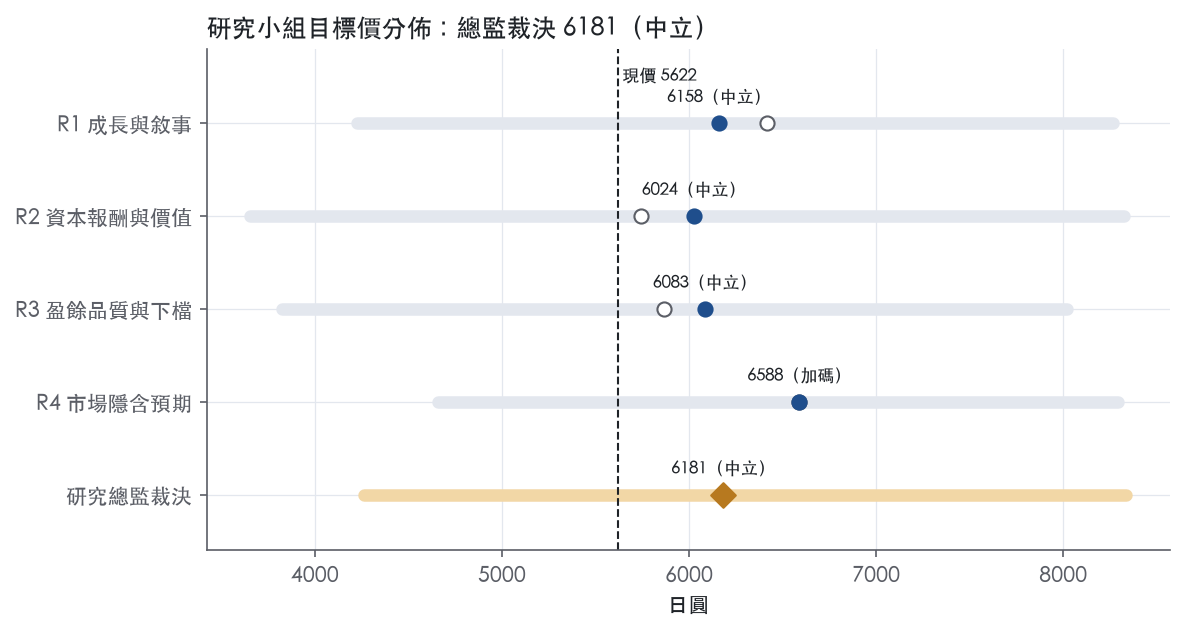 研究小組目標價分佈：總監裁決 6181（中立）
現價 5622
6158（中立）
R1 成長與敘事
6024（中立）
R2 資本報酬與價值
6083（中立）
R3 盈餘品質與下檔
6588（加碼）
R4 市場隱含預期
6181（中立）
研究總監裁決
4000 5000 6000 7000 8000
日圓